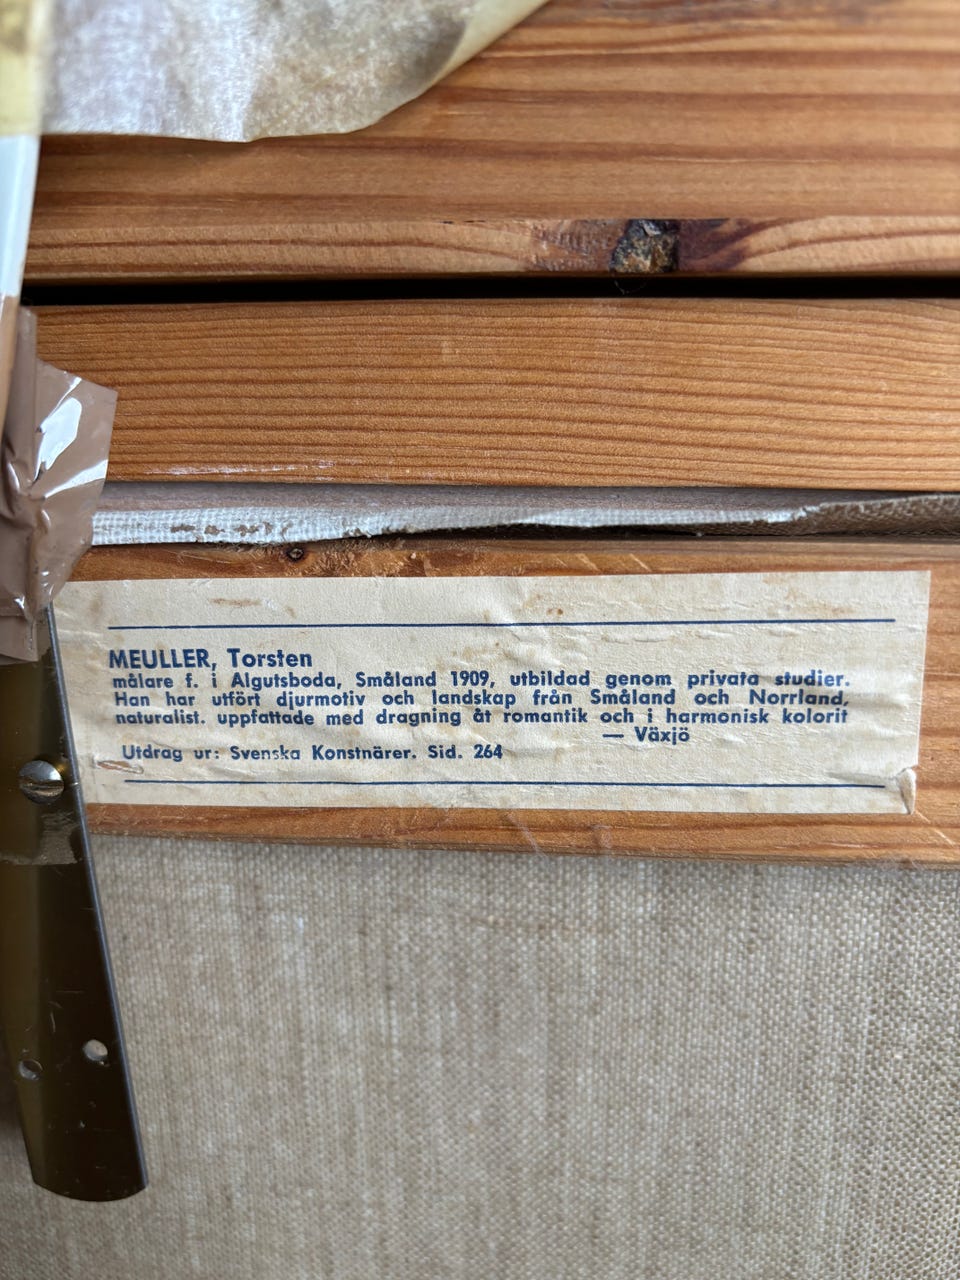 MEULLER, Torsten
målare f. i Algutsboda, Småland 1909, utbildad genom privata studier.
Han har utfört djurmotiv och landskap från Småland och Norrland,
naturalist. uppfattade med dragning åt romantik och i harmonisk kolorit
— Växjö
Utdrag ur: Svenska Konstnärer. Sid. 264